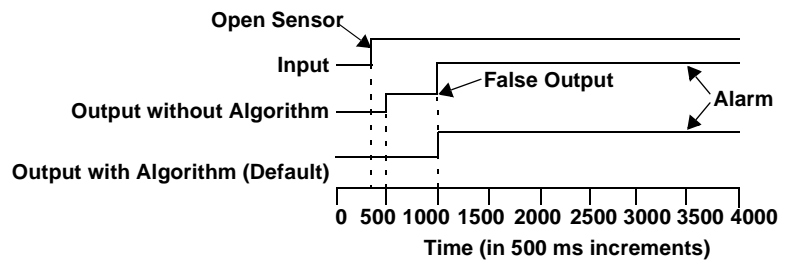 Open Sensor
Input
False Output
Output without Algorithm
Alarm
Output with Algorithm (Default)
0 500 1000 1500 2000 2500 3000 3500 4000
Time (in 500 ms increments)